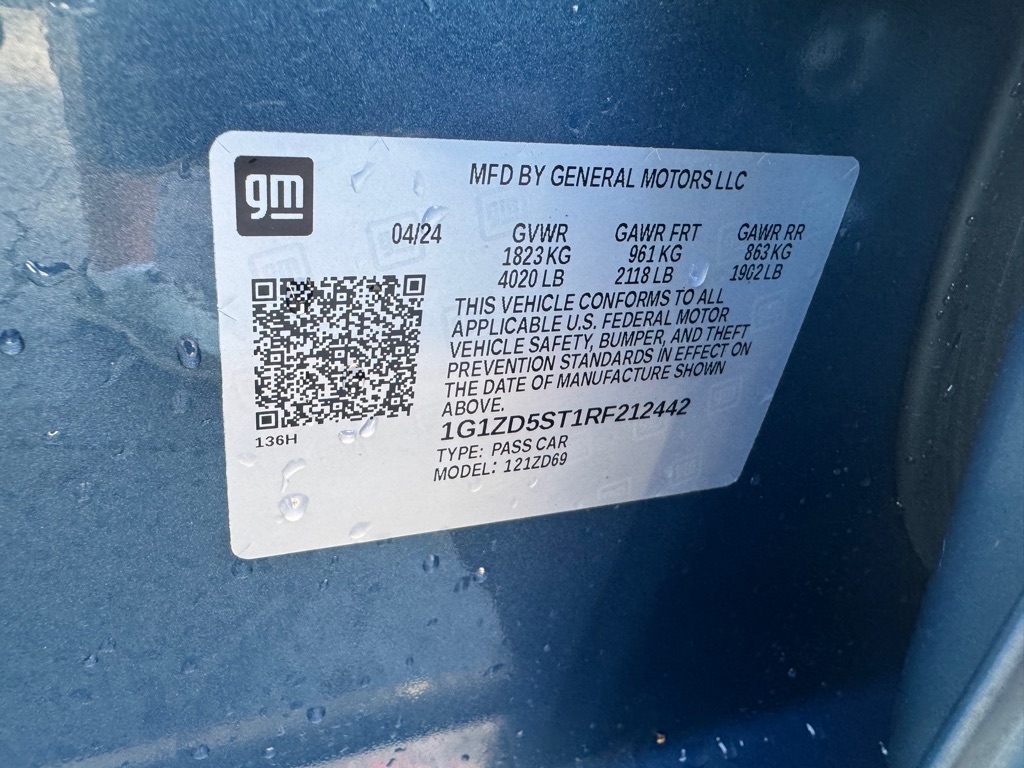 gm
MFD BY GENERAL MOTORS LLC
04/24 GVWR GAWR FRT GAWR RR
1823 KG 961 KG 863 KG
4020 LB 2118 LB 1902 LB
THIS VEHICLE CONFORMS TO ALL
APPLICABLE U.S. FEDERAL MOTOR
VEHICLE SAFETY, BUMPER, AND THEFT
PREVENTION STANDARDS IN EFFECT ON
THE DATE OF MANUFACTURE SHOWN
ABOVE.
136H
1G1ZD5ST1RF212442
TYPE: PASS CAR
MODEL: 121ZD69